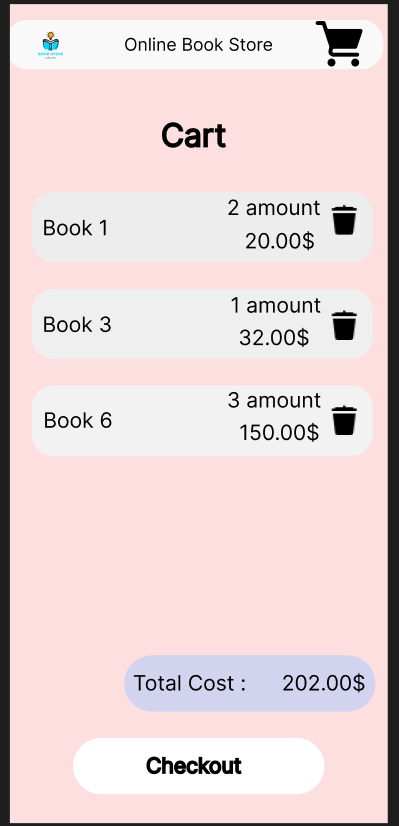 Online Book Store
Cart
2 amount
Book 1
20.00$
1 amount
Book 3
32.00$
3 amount
Book 6
150.00$
Total Cost : 202.00$
Checkout